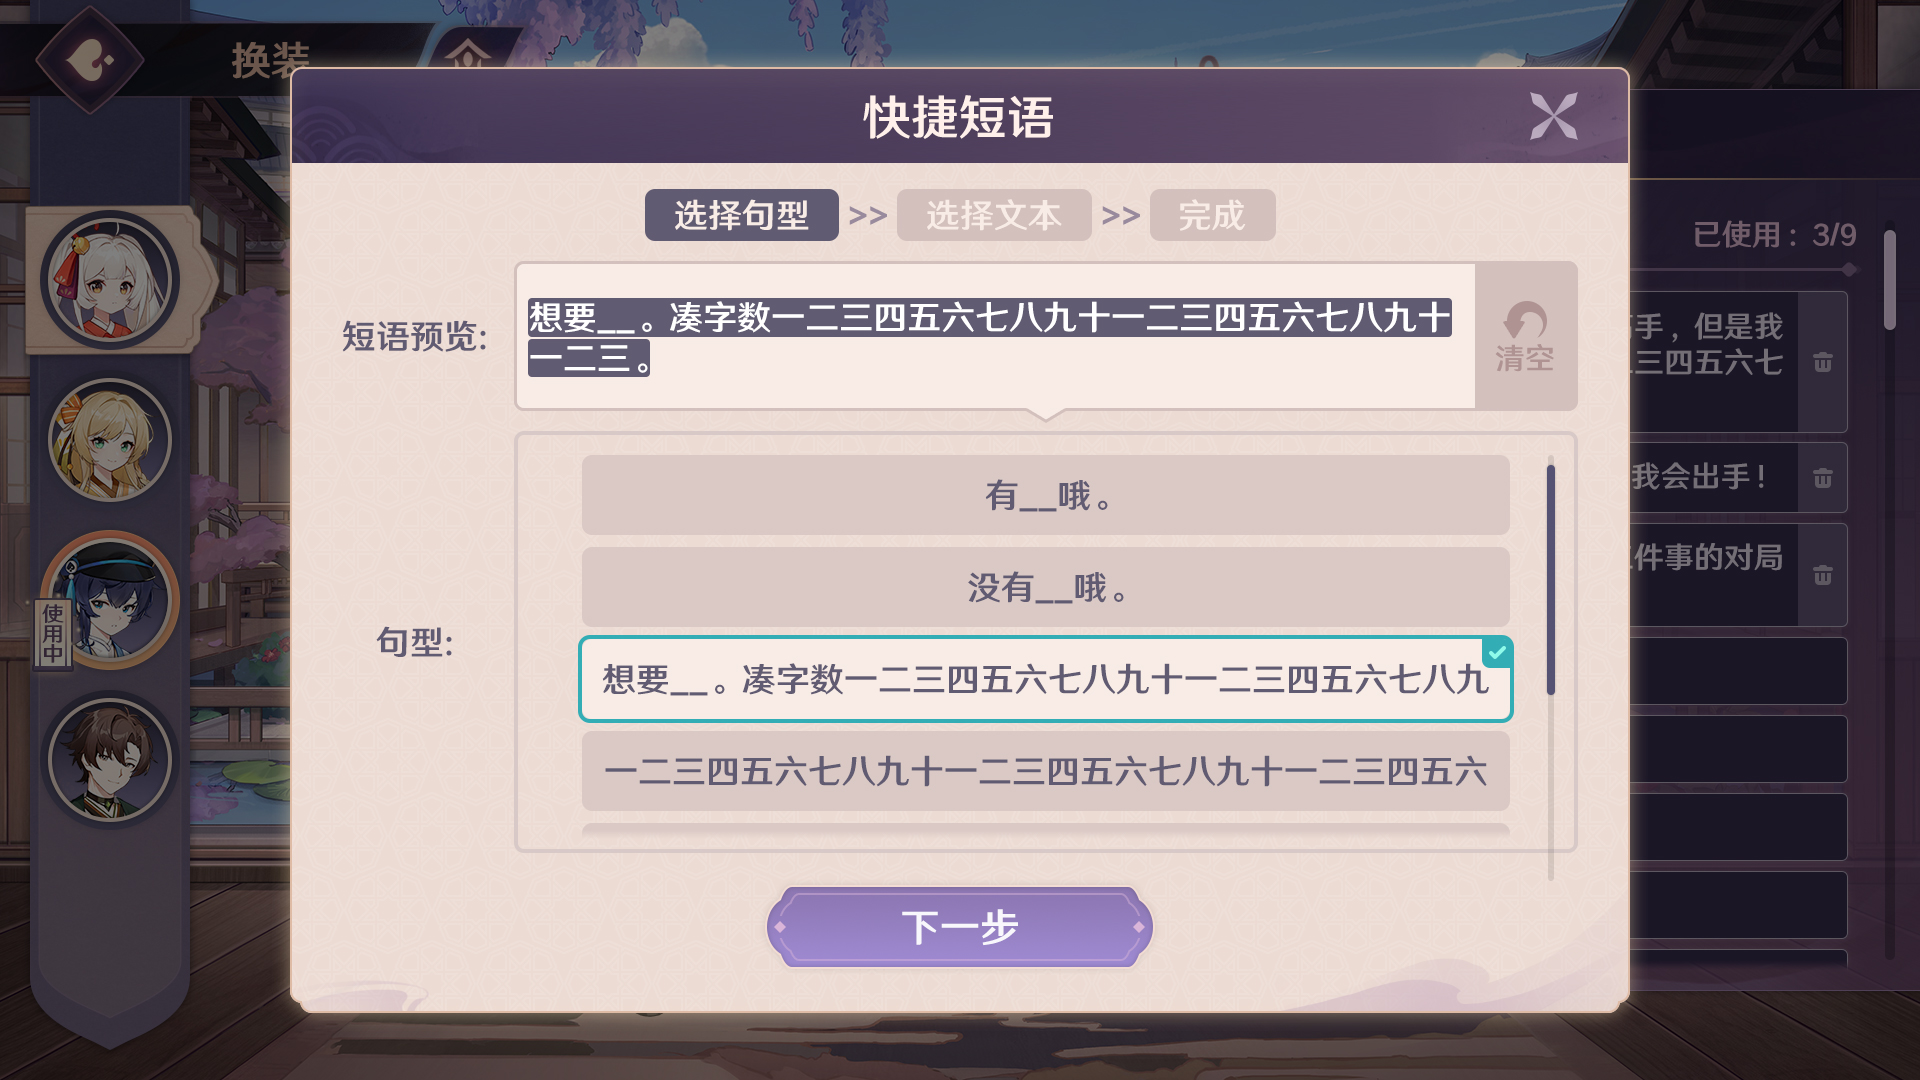 换装
快捷短语
选择句型 >> 选择文本 >> 完成
已使用：3/9
短语预览:
想要__。凑字数一二三四五六七八九十一二三四五六七八九十
一二三。
清空
手，但是我
三四五六七
我会出手！
件事的对局
句型:
有__哦。
没有__哦。
想要__。凑字数一二三四五六七八九十一二三四五六七八九
一二三四五六七八九十一二三四五六七八九十一二三四五六
使用中
下一步